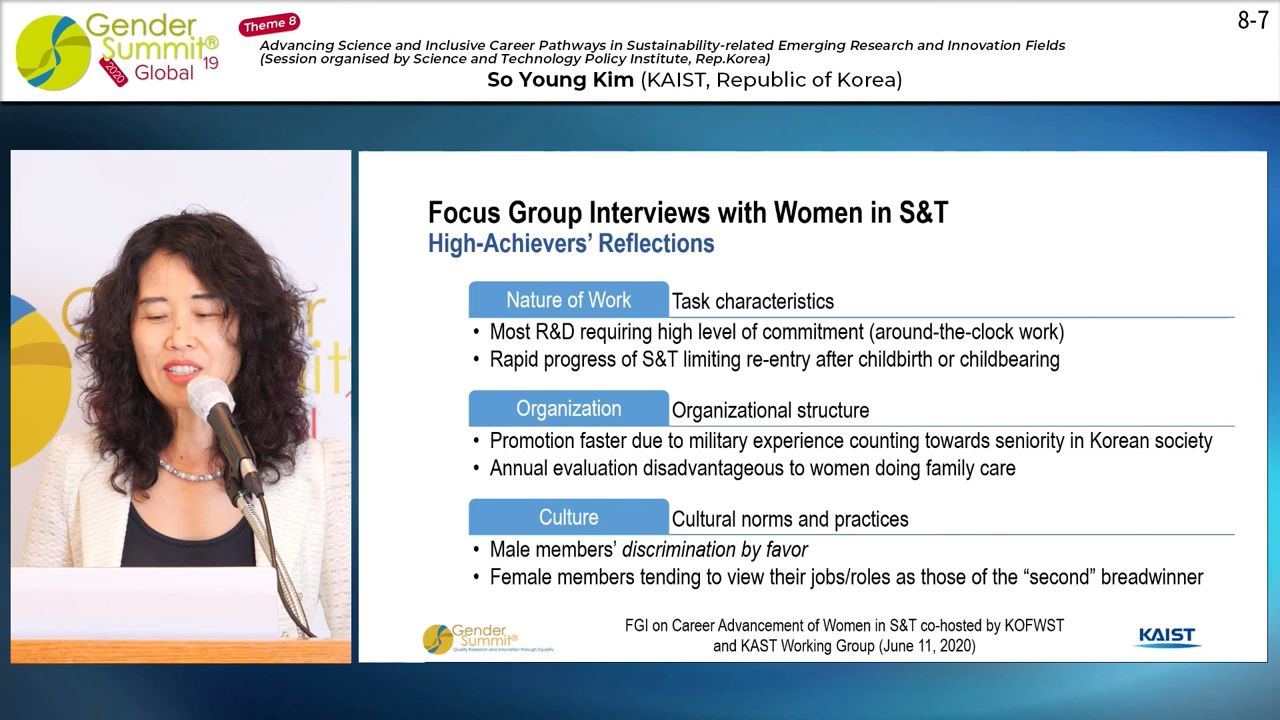 8-7
Gender
Summit®
Global 19
2020
Theme 8
Advancing Science and Inclusive Career Pathways in Sustainability-related Emerging Research and Innovation Fields
(Session organised by Science and Technology Policy Institute, Rep.Korea)
So Young Kim (KAIST, Republic of Korea)
Focus Group Interviews with Women in S&T
High-Achievers’ Reflections
Nature of Work Task characteristics
• Most R&D requiring high level of commitment (around-the-clock work)
• Rapid progress of S&T limiting re-entry after childbirth or childbearing
Organization Organizational structure
• Promotion faster due to military experience counting towards seniority in Korean society
• Annual evaluation disadvantageous to women doing family care
Culture Cultural norms and practices
• Male members’ discrimination by favor
• Female members tending to view their jobs/roles as those of the “second” breadwinner
Gender
Summit®
Quality Research and Innovation through Equality
FGI on Career Advancement of Women in S&T co-hosted by KOFWST
and KAST Working Group (June 11, 2020)
KAIST